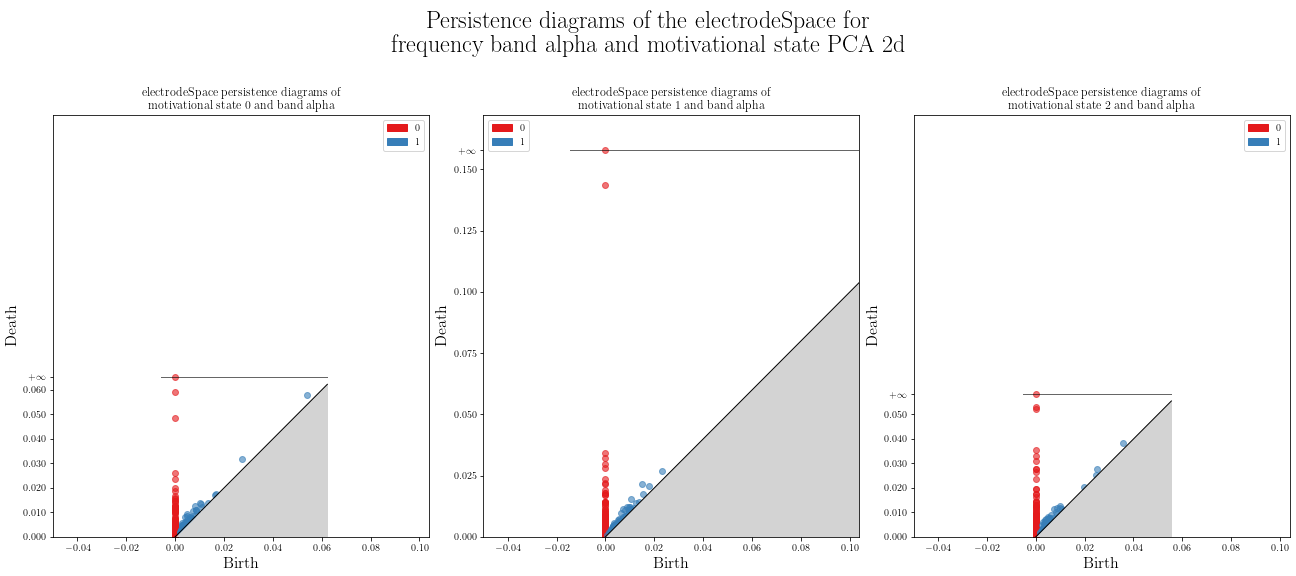 Persistence diagrams of the electrodeSpace for
frequency band alpha and motivational state PCA 2d
electrodeSpace persistence diagrams of
motivational state 0 and band alpha
0
1
Death
+∞
0.060
0.050
0.040
0.030
0.020
0.010
0.000
−0.04 −0.02 0.00 0.02 0.04 0.06 0.08 0.10
Birth
electrodeSpace persistence diagrams of
motivational state 1 and band alpha
0
1
Death
+∞
0.150
0.125
0.100
0.075
0.050
0.025
0.000
−0.04 −0.02 0.00 0.02 0.04 0.06 0.08 0.10
Birth
electrodeSpace persistence diagrams of
motivational state 2 and band alpha
0
1
Death
+∞
0.050
0.040
0.030
0.020
0.010
0.000
−0.04 −0.02 0.00 0.02 0.04 0.06 0.08 0.10
Birth